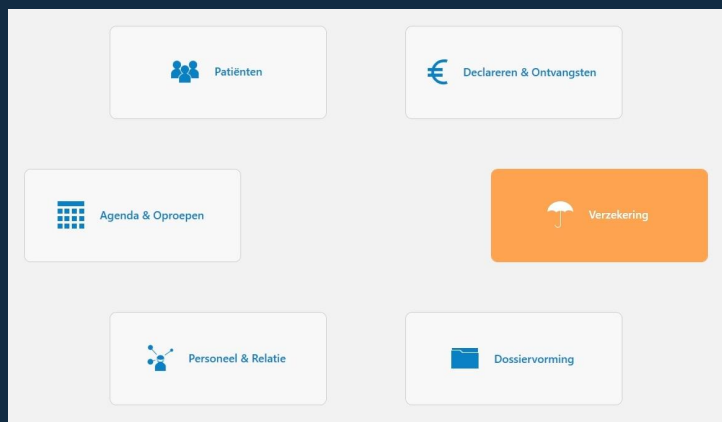 Patiënten
Declareren & Ontvangsten
Agenda & Oproepen
Verzekering
Personeel & Relatie
Dossiervorming